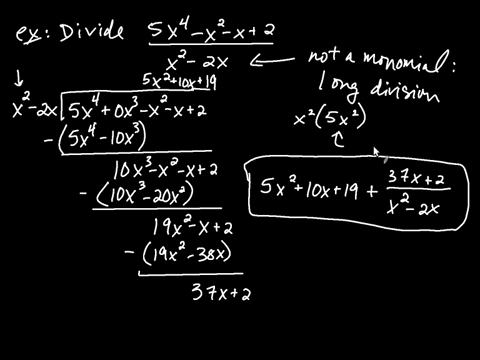 ex: Divide 5x⁴-x²-x+2
x²-2x
← not a monomial:
long division
x²(5x²)
5x²+10x+19
x²-2x 5x⁴+0x³-x²-x+2
-(5x⁴-10x³)
10x³-x²-x+2
-(10x³-20x²)
19x²-x+2
-(19x²-38x)
37x+2
5x²+10x+19 + 37x+2
x²-2x